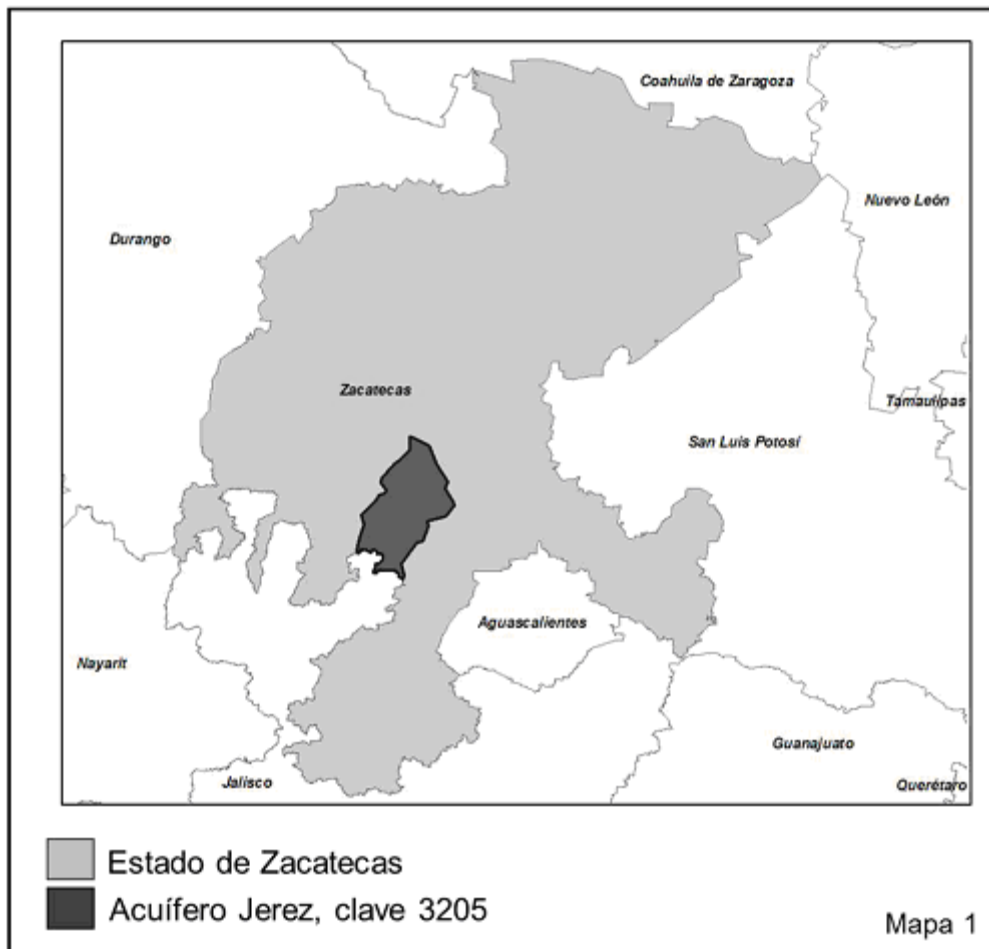 Coahuila de Zaragoza
Nuevo León
Durango
Zacatecas
Tamaulipas
San Luis Potosí
Aguascalientes
Nayarit
Guanajuato
Jalisco
Querétaro
Estado de Zacatecas
Acuífero Jerez, clave 3205
Mapa 1